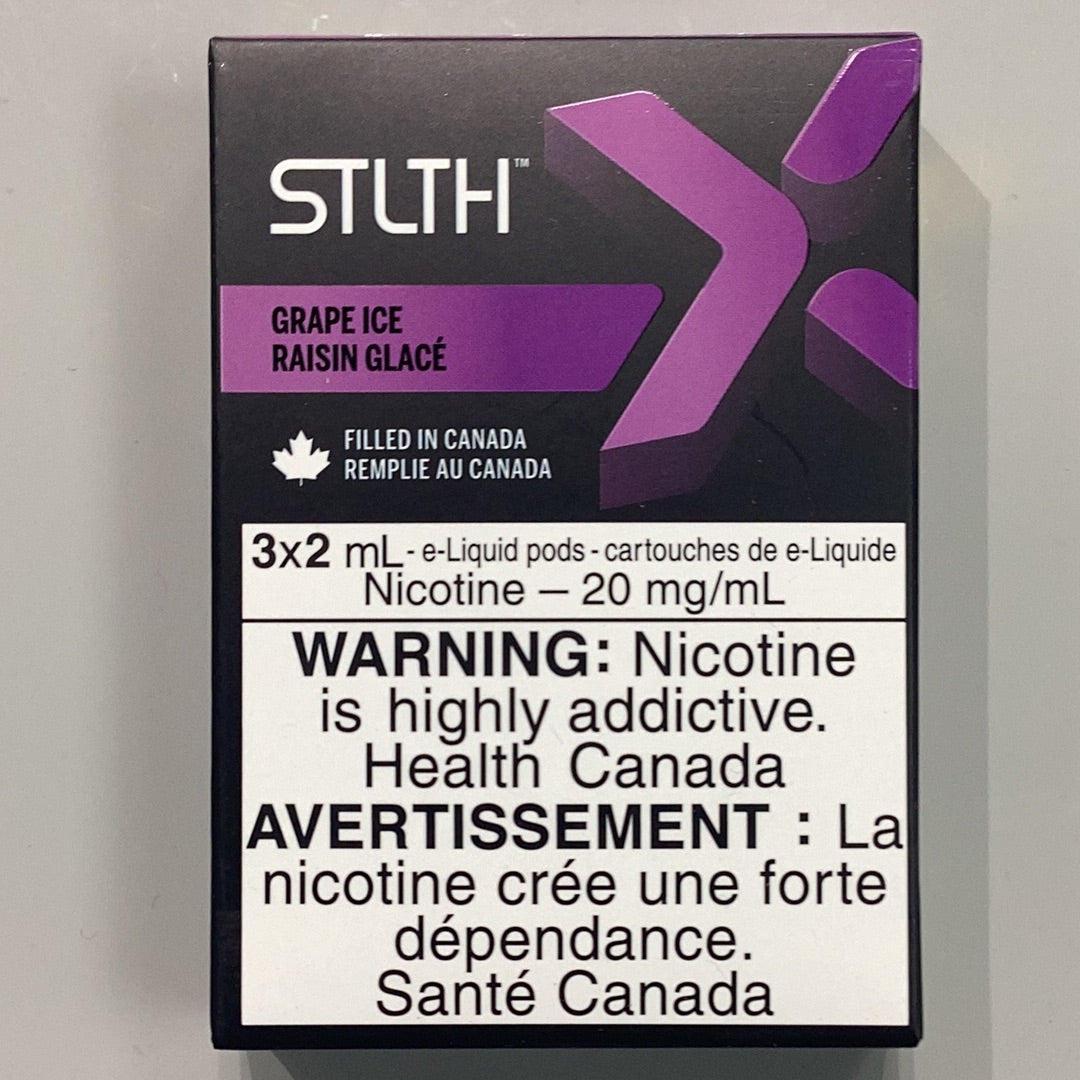 STLTH™
GRAPE ICE
RAISIN GLACÉ
FILLED IN CANADA
REMPLIE AU CANADA
3x2 mL - e-Liquid pods - cartouches de e-Liquide
Nicotine — 20 mg/mL
WARNING: Nicotine
is highly addictive.
Health Canada
AVERTISSEMENT : La
nicotine crée une forte
dépendance.
Santé Canada